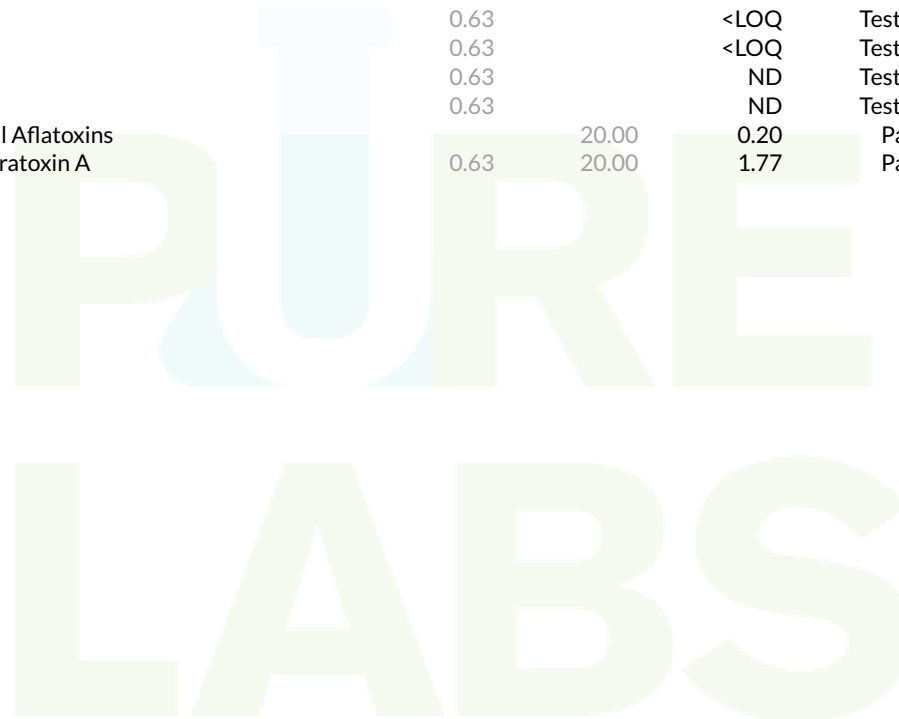 0.63 <LOQ Test
0.63 <LOQ Test
0.63 ND Test
0.63 ND Test
l Aflatoxins 20.00 0.20 Pa
ratoxin A 0.63 20.00 1.77 Pa
PURE
LABS